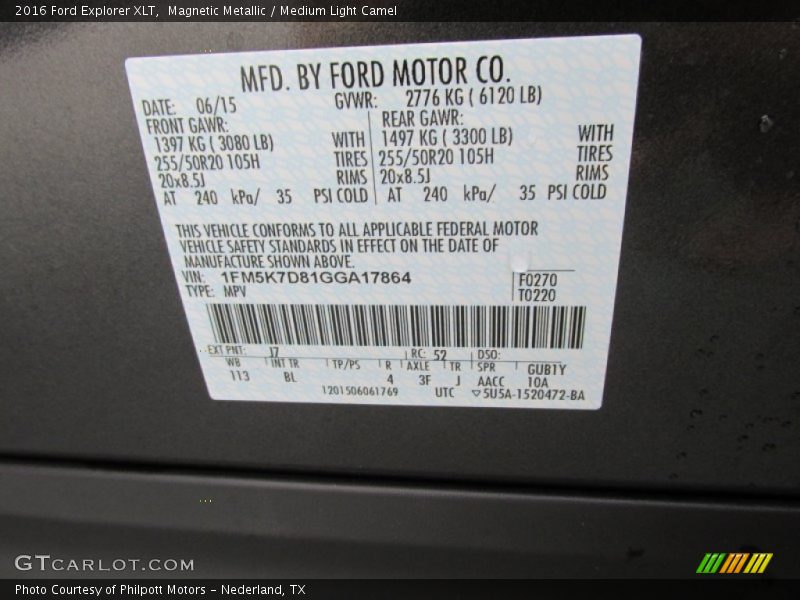 2016 Ford Explorer XLT, Magnetic Metallic / Medium Light Camel
MFD. BY FORD MOTOR CO.
DATE: 06/15 GVWR: 2776 KG ( 6120 LB)
FRONT GAWR: REAR GAWR:
1397 KG ( 3080 LB) WITH 1497 KG ( 3300 LB) WITH
255/50R20 105H TIRES 255/50R20 105H TIRES
20x8.5J RIMS 20x8.5J RIMS
AT 240 kPa/ 35 PSI COLD AT 240 kPa/ 35 PSI COLD
THIS VEHICLE CONFORMS TO ALL APPLICABLE FEDERAL MOTOR
VEHICLE SAFETY STANDARDS IN EFFECT ON THE DATE OF
MANUFACTURE SHOWN ABOVE.
VIN: 1FM5K7D81GGA17864 F0270
TYPE: MPV T0220
EXT PNT: J7 RC: 52 DSO:
WB INT TR TP/PS R AXLE TR SPR GUB1Y
113 BL 4 3F J AACC 10A
1201506061769 UTC ▽5U5A-1520472-BA
GTCARLOT.COM
Photo Courtesy of Philpott Motors - Nederland, TX